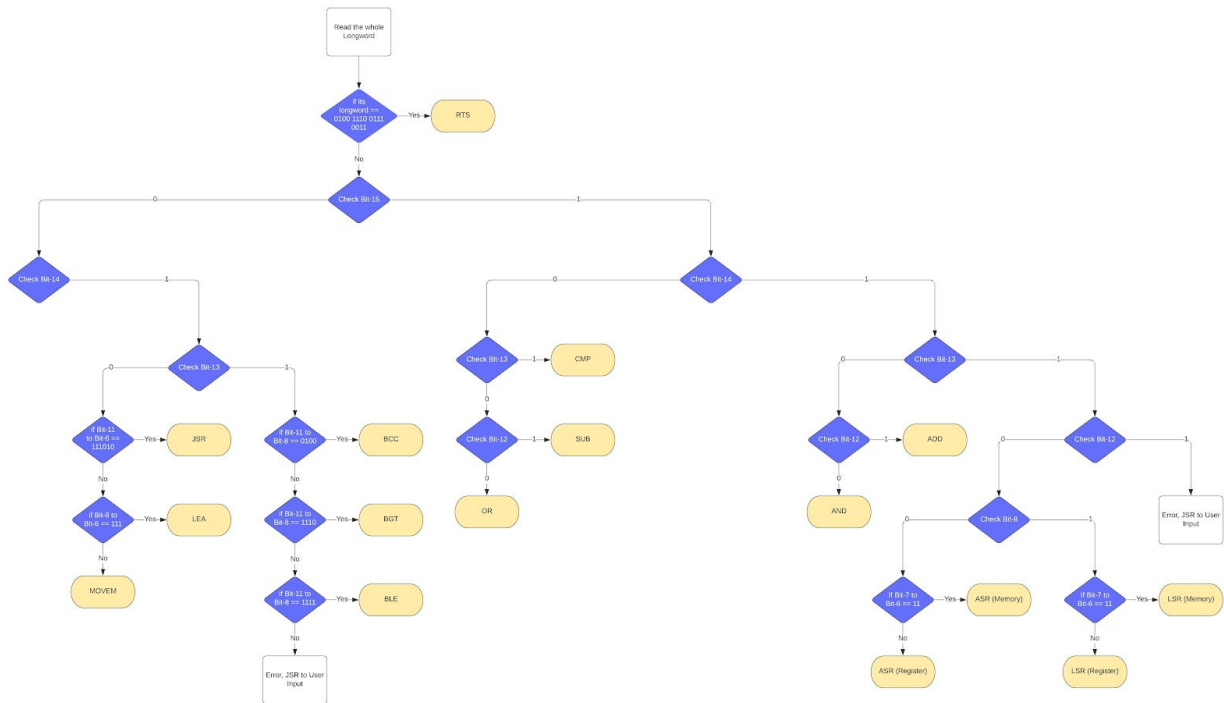 Read the whole
Longword
if its
longword ==
0100 1110 0111
0011
Yes
RTS
No
Check Bit-15
0
1
Check Bit-14
1
Check Bit-14
0
1
Check Bit-13
0
1
Check Bit-13
1
CMP
0
Check Bit-13
0
1
if Bit-11
to Bit-6 ==
111010
Yes
JSR
No
if Bit-11 to
Bit-8 == 0100
Yes
BCC
No
Check Bit-12
1
SUB
0
Check Bit-12
1
ADD
0
Check Bit-12
0
1
if Bit-8 to
Bit-6 == 111
Yes
LEA
No
if Bit-11 to
Bit-8 == 1110
Yes
BGT
No
OR
AND
Check Bit-8
0
1
Error, JSR to User
Input
MOVEM
if Bit-11 to
Bit-8 == 1111
Yes
BLE
No
If Bit-7 to
Bit-6 == 11
Yes
ASR (Memory)
No
If Bit-7 to
Bit-6 == 11
Yes
LSR (Memory)
No
Error, JSR to User
Input
ASR (Register)
LSR (Register)